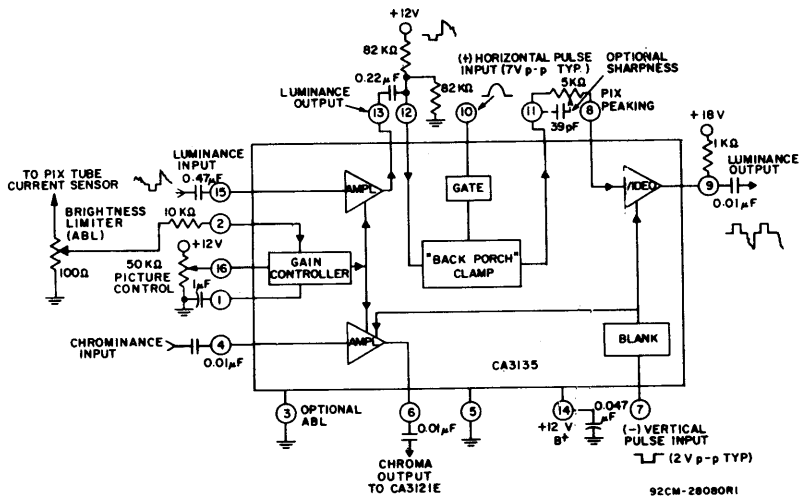 +12V
82 KΩ
0.22µF
82KΩ
LUMINANCE
OUTPUT
13
12
(+) HORIZONTAL PULSE
INPUT (7V p-p TYP.)
10
OPTIONAL
SHARPNESS
5KΩ
PIX
PEAKING
11
8
39pF
+18V
1KΩ
LUMINANCE
OUTPUT
9
0.01µF
LUMINANCE
INPUT
0.47µF
15
AMPL
GATE
VIDEO
TO PIX TUBE
CURRENT SENSOR
BRIGHTNESS
LIMITER
(ABL)
100Ω
10KΩ
2
+12V
50KΩ
PICTURE
CONTROL
16
1µF
1
GAIN
CONTROLLER
"BACK PORCH"
CLAMP
CHROMINANCE
INPUT
4
0.01µF
AMPL
BLANK
CA3135
3
OPTIONAL
ABL
6
0.01µF
CHROMA
OUTPUT
TO CA3121E
5
14
+12 V
B+
0.047
µF
7
(-) VERTICAL
PULSE INPUT
(2V p-p TYP)
92CM-28080R1